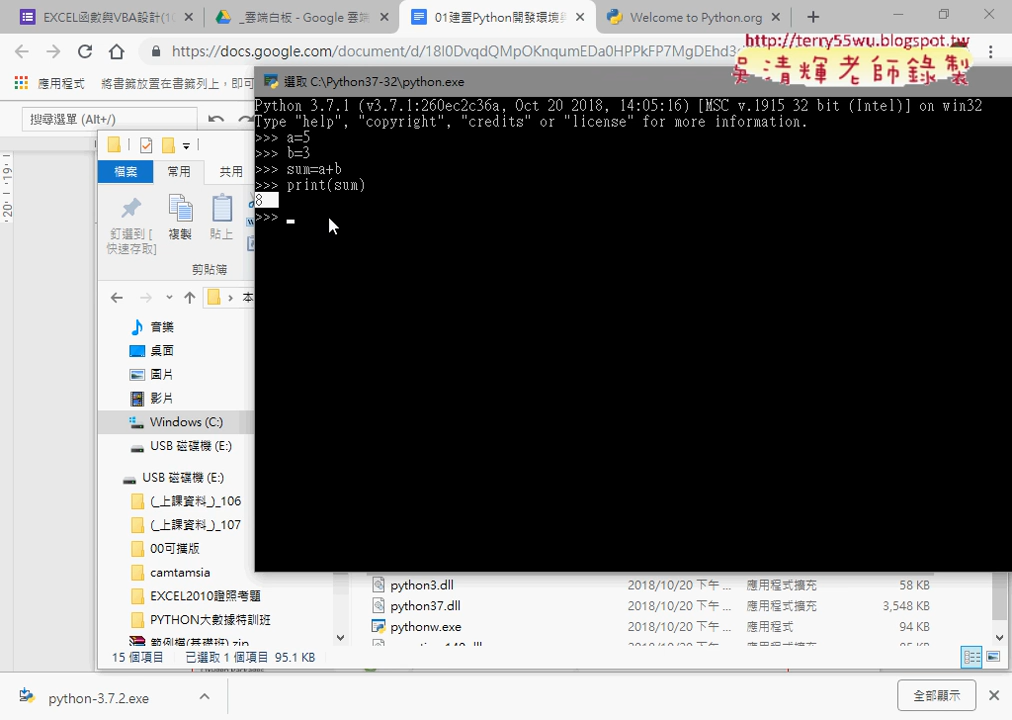 EXCEL函數與VBA設計(1(
_雲端白板 - Google 雲端
01建置Python開發環境與
Welcome to Python.org
https://docs.google.com/document/d/18I0DvqdQMpOKnqumEDa0HPPkFP7MgDEhd3
http://terry55wu.blogspot.tw
吳清輝老師錄製
應用程式
將書籤放置在書籤列上，即可
搜尋選單 (Alt+/)
選取 C:\Python37-32\python.exe
Python 3.7.1 (v3.7.1:260ec2c36a, Oct 20 2018, 14:05:16) [MSC v.1915 32 bit (Intel)] on win32
Type "help", "copyright", "credits" or "license" for more information.
>>> a=5
>>> b=3
>>> sum=a+b
>>> print(sum)
8
>>>
檔案
常用
共用
釘選到 [
快速存取]
複製
貼上
剪貼簿
本
音樂
桌面
圖片
影片
Windows (C:)
USB 磁碟機 (E:)
USB 磁碟機 (E:)
(_上課資料_)_106
(_上課資料_)_107
00可攜版
camtamsia
EXCEL2010證照考題
PYTHON大數據特訓班
範例檔(基礎班).zip
python3.dll 2018/10/20 下午 ... 應用程式擴充 58 KB
python37.dll 2018/10/20 下午 ... 應用程式擴充 3,548 KB
pythonw.exe 2018/10/20 下午 ... 應用程式 94 KB
15 個項目
已選取 1 個項目 95.1 KB
python-3.7.2.exe
全部顯示